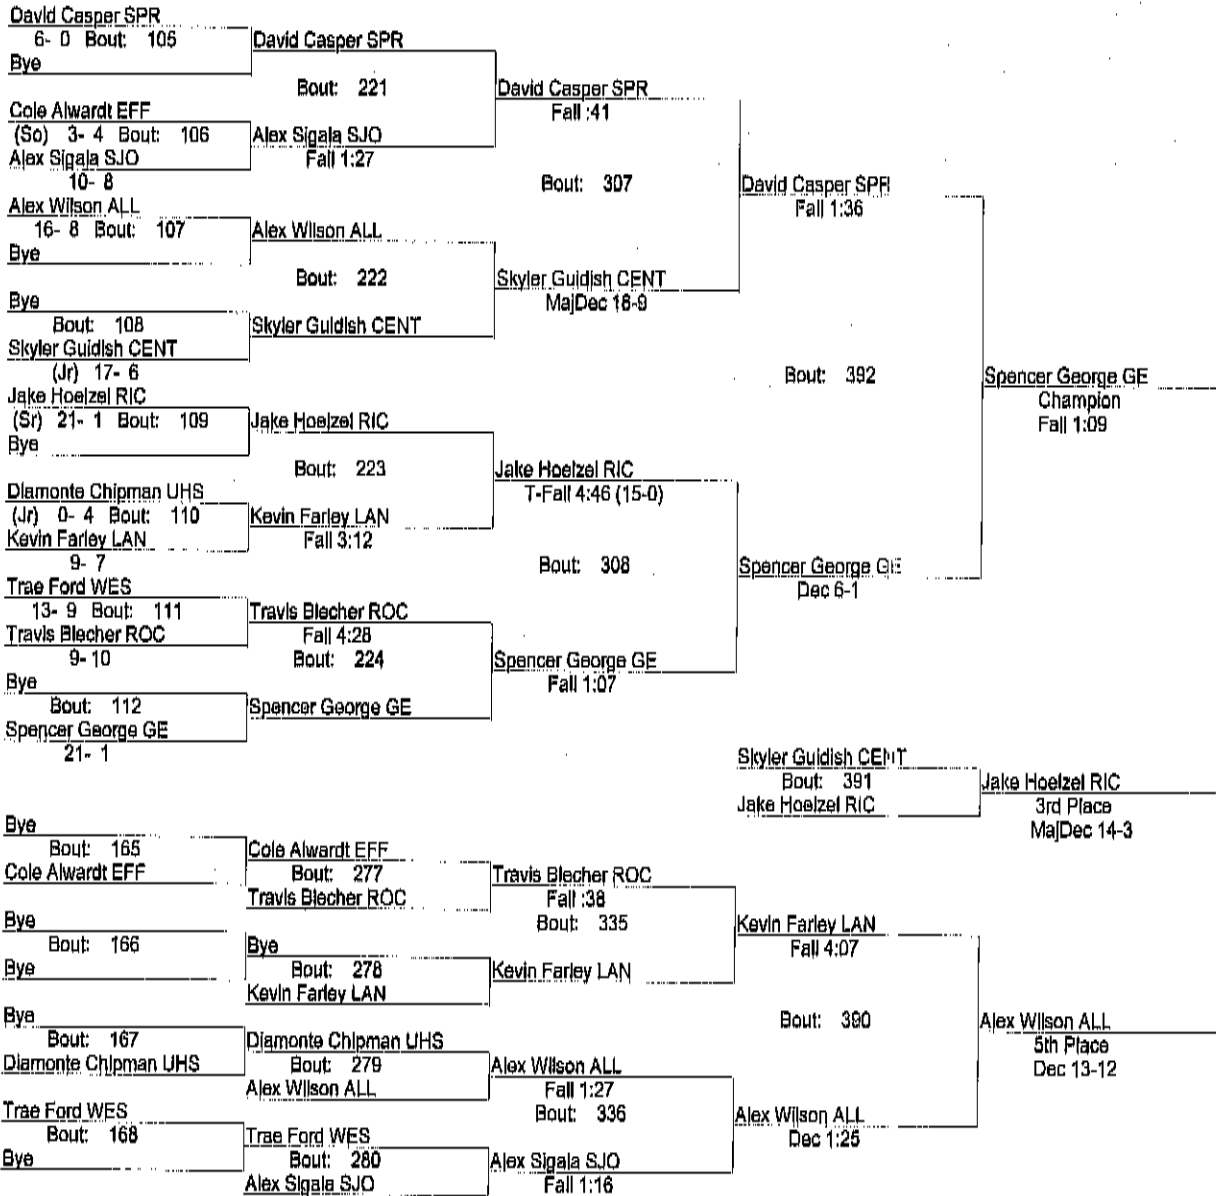 David Casper SPR
6- 0 Bout: 105
Bye
David Casper SPR
Bout: 221
Cole Alwardt EFF
(So) 3- 4 Bout: 106
Alex Sigala SJO
10- 8
Alex Sigala SJO
Fall 1:27
David Casper SPR
Fall :41
Bout: 307
Alex Wilson ALL
16- 8 Bout: 107
Bye
Alex Wilson ALL
Bout: 222
Bye
Bout: 108
Skyler Guidish CENT
(Jr) 17- 6
Skyler Guidish CENT
Skyler Guidish CENT
MajDec 18-9
David Casper SPR
Fall 1:36
Bout: 392
Jake Hoelzel RIC
(Sr) 21- 1 Bout: 109
Bye
Jake Hoelzel RIC
Bout: 223
Diamonte Chipman UHS
(Jr) 0- 4 Bout: 110
Kevin Farley LAN
9- 7
Kevin Farley LAN
Fall 3:12
Jake Hoelzel RIC
T-Fall 4:46 (15-0)
Bout: 308
Trae Ford WES
13- 9 Bout: 111
Travis Blecher ROC
9- 10
Travis Blecher ROC
Fall 4:28
Bout: 224
Bye
Bout: 112
Spencer George GE
21- 1
Spencer George GE
Spencer George GE
Fall 1:07
Spencer George GE
Dec 6-1
Spencer George GE
Champion
Fall 1:09
Skyler Guidish CENT
Bout: 391
Jake Hoelzel RIC
Jake Hoelzel RIC
3rd Place
MajDec 14-3
Bye
Bout: 165
Cole Alwardt EFF
Cole Alwardt EFF
Bout: 277
Travis Blecher ROC
Travis Blecher ROC
Fall :38
Bout: 335
Bye
Bout: 166
Bye
Bye
Bout: 278
Kevin Farley LAN
Kevin Farley LAN
Kevin Farley LAN
Fall 4:07
Bout: 390
Bye
Bout: 167
Diamonte Chipman UHS
Diamonte Chipman UHS
Bout: 279
Alex Wilson ALL
Alex Wilson ALL
Fall 1:27
Bout: 336
Trae Ford WES
Bout: 168
Bye
Trae Ford WES
Bout: 280
Alex Sigala SJO
Alex Sigala SJO
Fall 1:16
Alex Wilson ALL
Dec 1:25
Alex Wilson ALL
5th Place
Dec 13-12